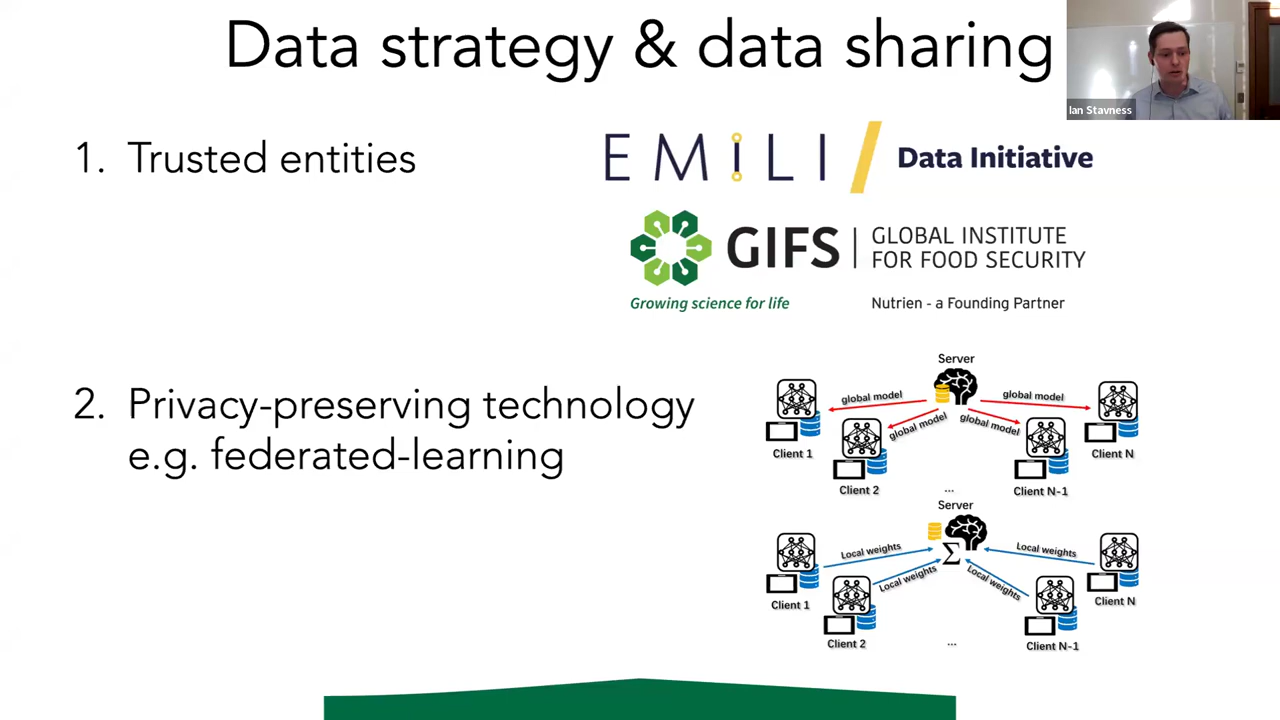 Data strategy & data sharing
Ian Stavness
1. Trusted entities
EMiLI / Data Initiative
GIFS | GLOBAL INSTITUTE
FOR FOOD SECURITY
Growing science for life
Nutrien - a Founding Partner
2. Privacy-preserving technology
e.g. federated-learning
Server
global model
global model
global model
global model
Client 1
Client 2
...
Client N-1
Client N
Server
Σ
Local weights
Local weights
Local weights
Local weights
Client 1
Client 2
...
Client N-1
Client N